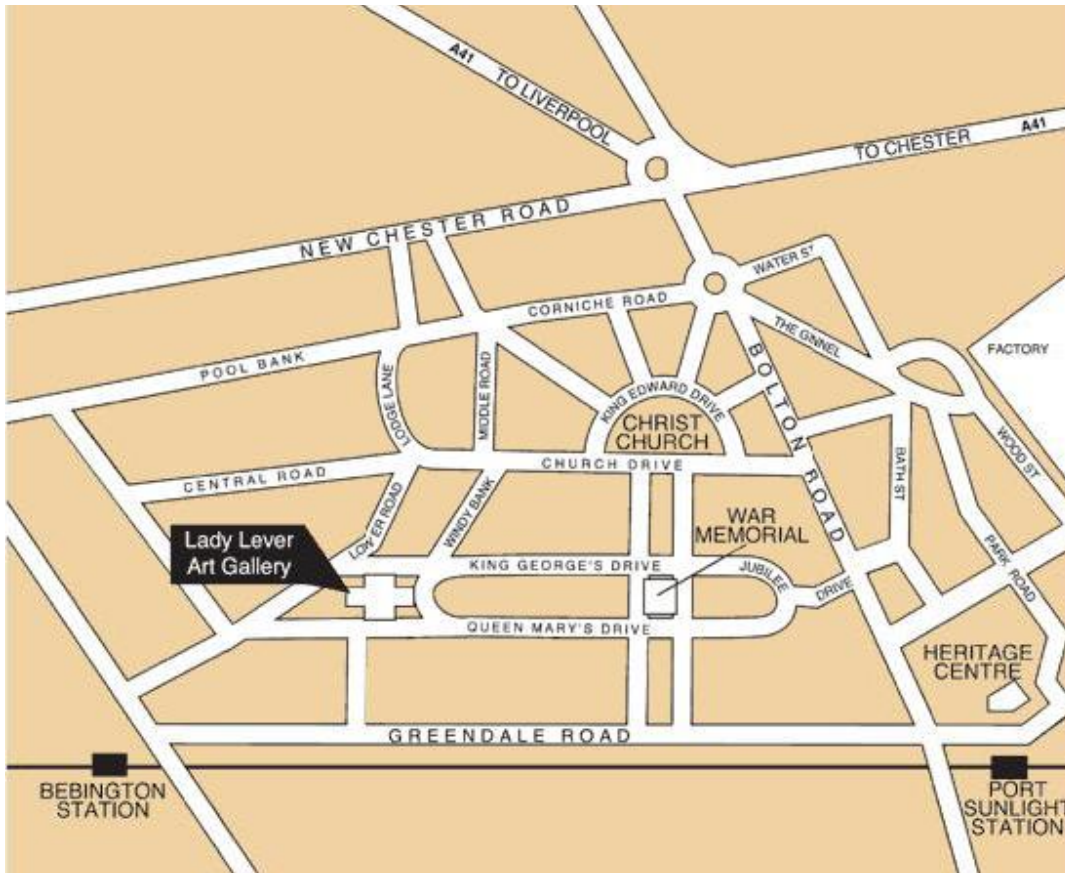 A41
TO LIVERPOOL
TO CHESTER
A41
NEW CHESTER ROAD
WATER ST
CORNICHE ROAD
THE GINNEL
FACTORY
POOL BANK
BOLTON ROAD
LODGE LANE
MIDDLE ROAD
KING EDWARD DRIVE
CHRIST
CHURCH
WOOD ST
CENTRAL ROAD
CHURCH DRIVE
BATH ST
LOWER ROAD
WINDY BANK
WAR
MEMORIAL
Lady Lever
Art Gallery
KING GEORGE'S DRIVE
JUBILEE
DRIVE
PARK ROAD
QUEEN MARY'S DRIVE
HERITAGE
CENTRE
GREENDALE ROAD
BEBINGTON
STATION
PORT
SUNLIGHT
STATION